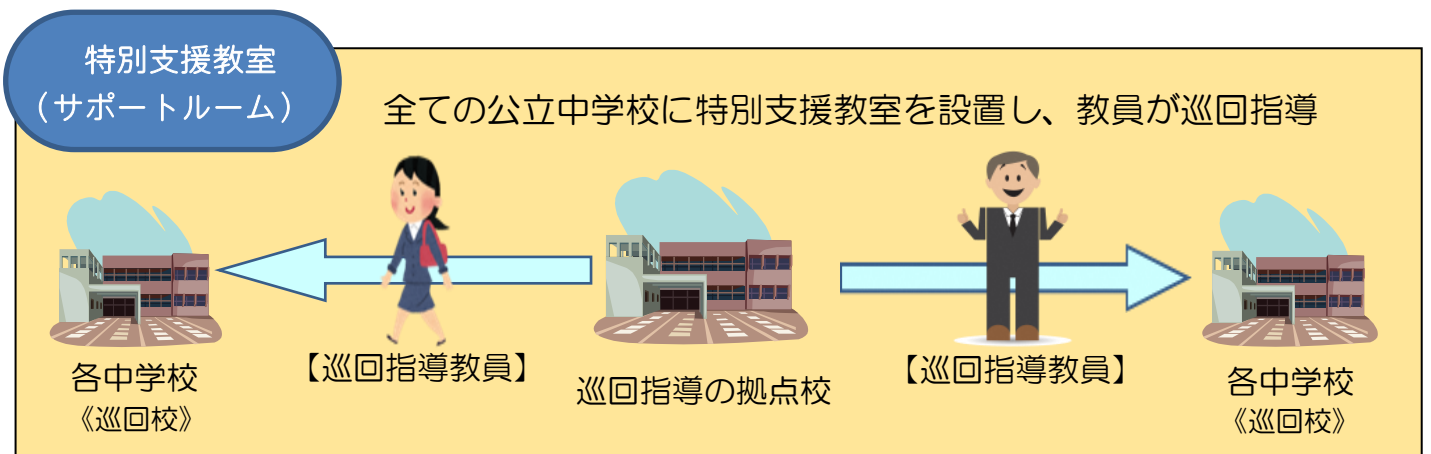 特別支援教室
(サポートルーム)
全ての公立中学校に特別支援教室を設置し、教員が巡回指導
各中学校
《巡回校》
【巡回指導教員】
巡回指導の拠点校
【巡回指導教員】
各中学校
《巡回校》